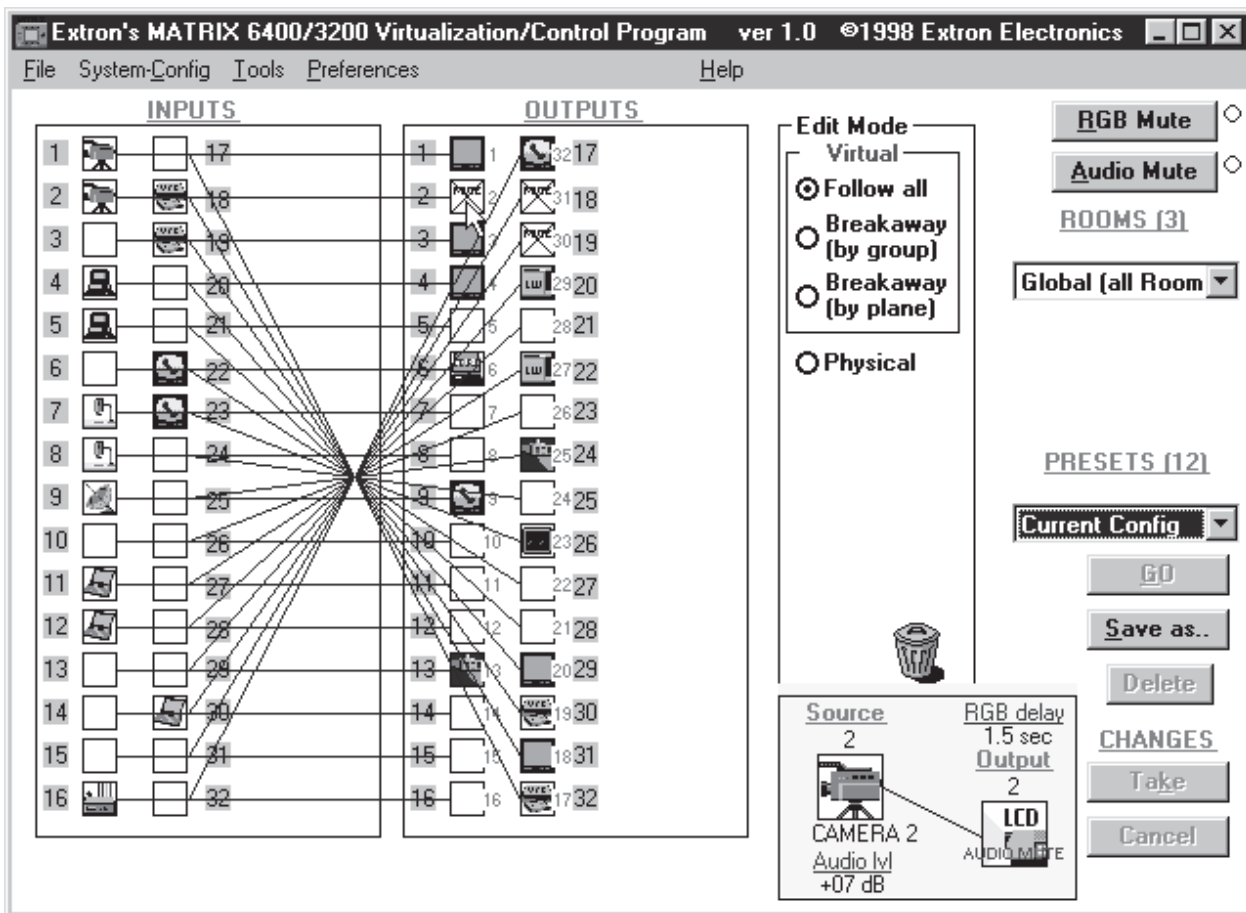 Extron's MATRIX 6400/3200 Virtualization/Control Program ver 1.0 ©1998 Extron Electronics
File System-Config Tools Preferences Help
INPUTS OUTPUTS
1 17 1 1 32 17
2 18 2 MUTE 2 MUTE 31 18
3 19 3 3 MUTE 30 19
4 20 4 4 29 20
5 21 5 5 28 21
6 22 6 6 27 22
7 23 7 7 26 23
8 24 8 8 25 24
9 25 9 9 24 25
10 26 10 10 23 26
11 27 11 11 22 27
12 28 12 12 21 28
13 29 13 13 20 29
14 30 14 14 19 30
15 31 15 15 18 31
16 32 16 16 17 32
Edit Mode
Virtual
Follow all
Breakaway
(by group)
Breakaway
(by plane)
Physical
RGB Mute
Audio Mute
ROOMS (3)
Global (all Room
PRESETS (12)
Current Config
GO
Save as..
Delete
CHANGES
Take
Cancel
Source
2
CAMERA 2
Audio lvl
+07 dB
RGB delay
1.5 sec
Output
2
LCD
AUDIO MUTE